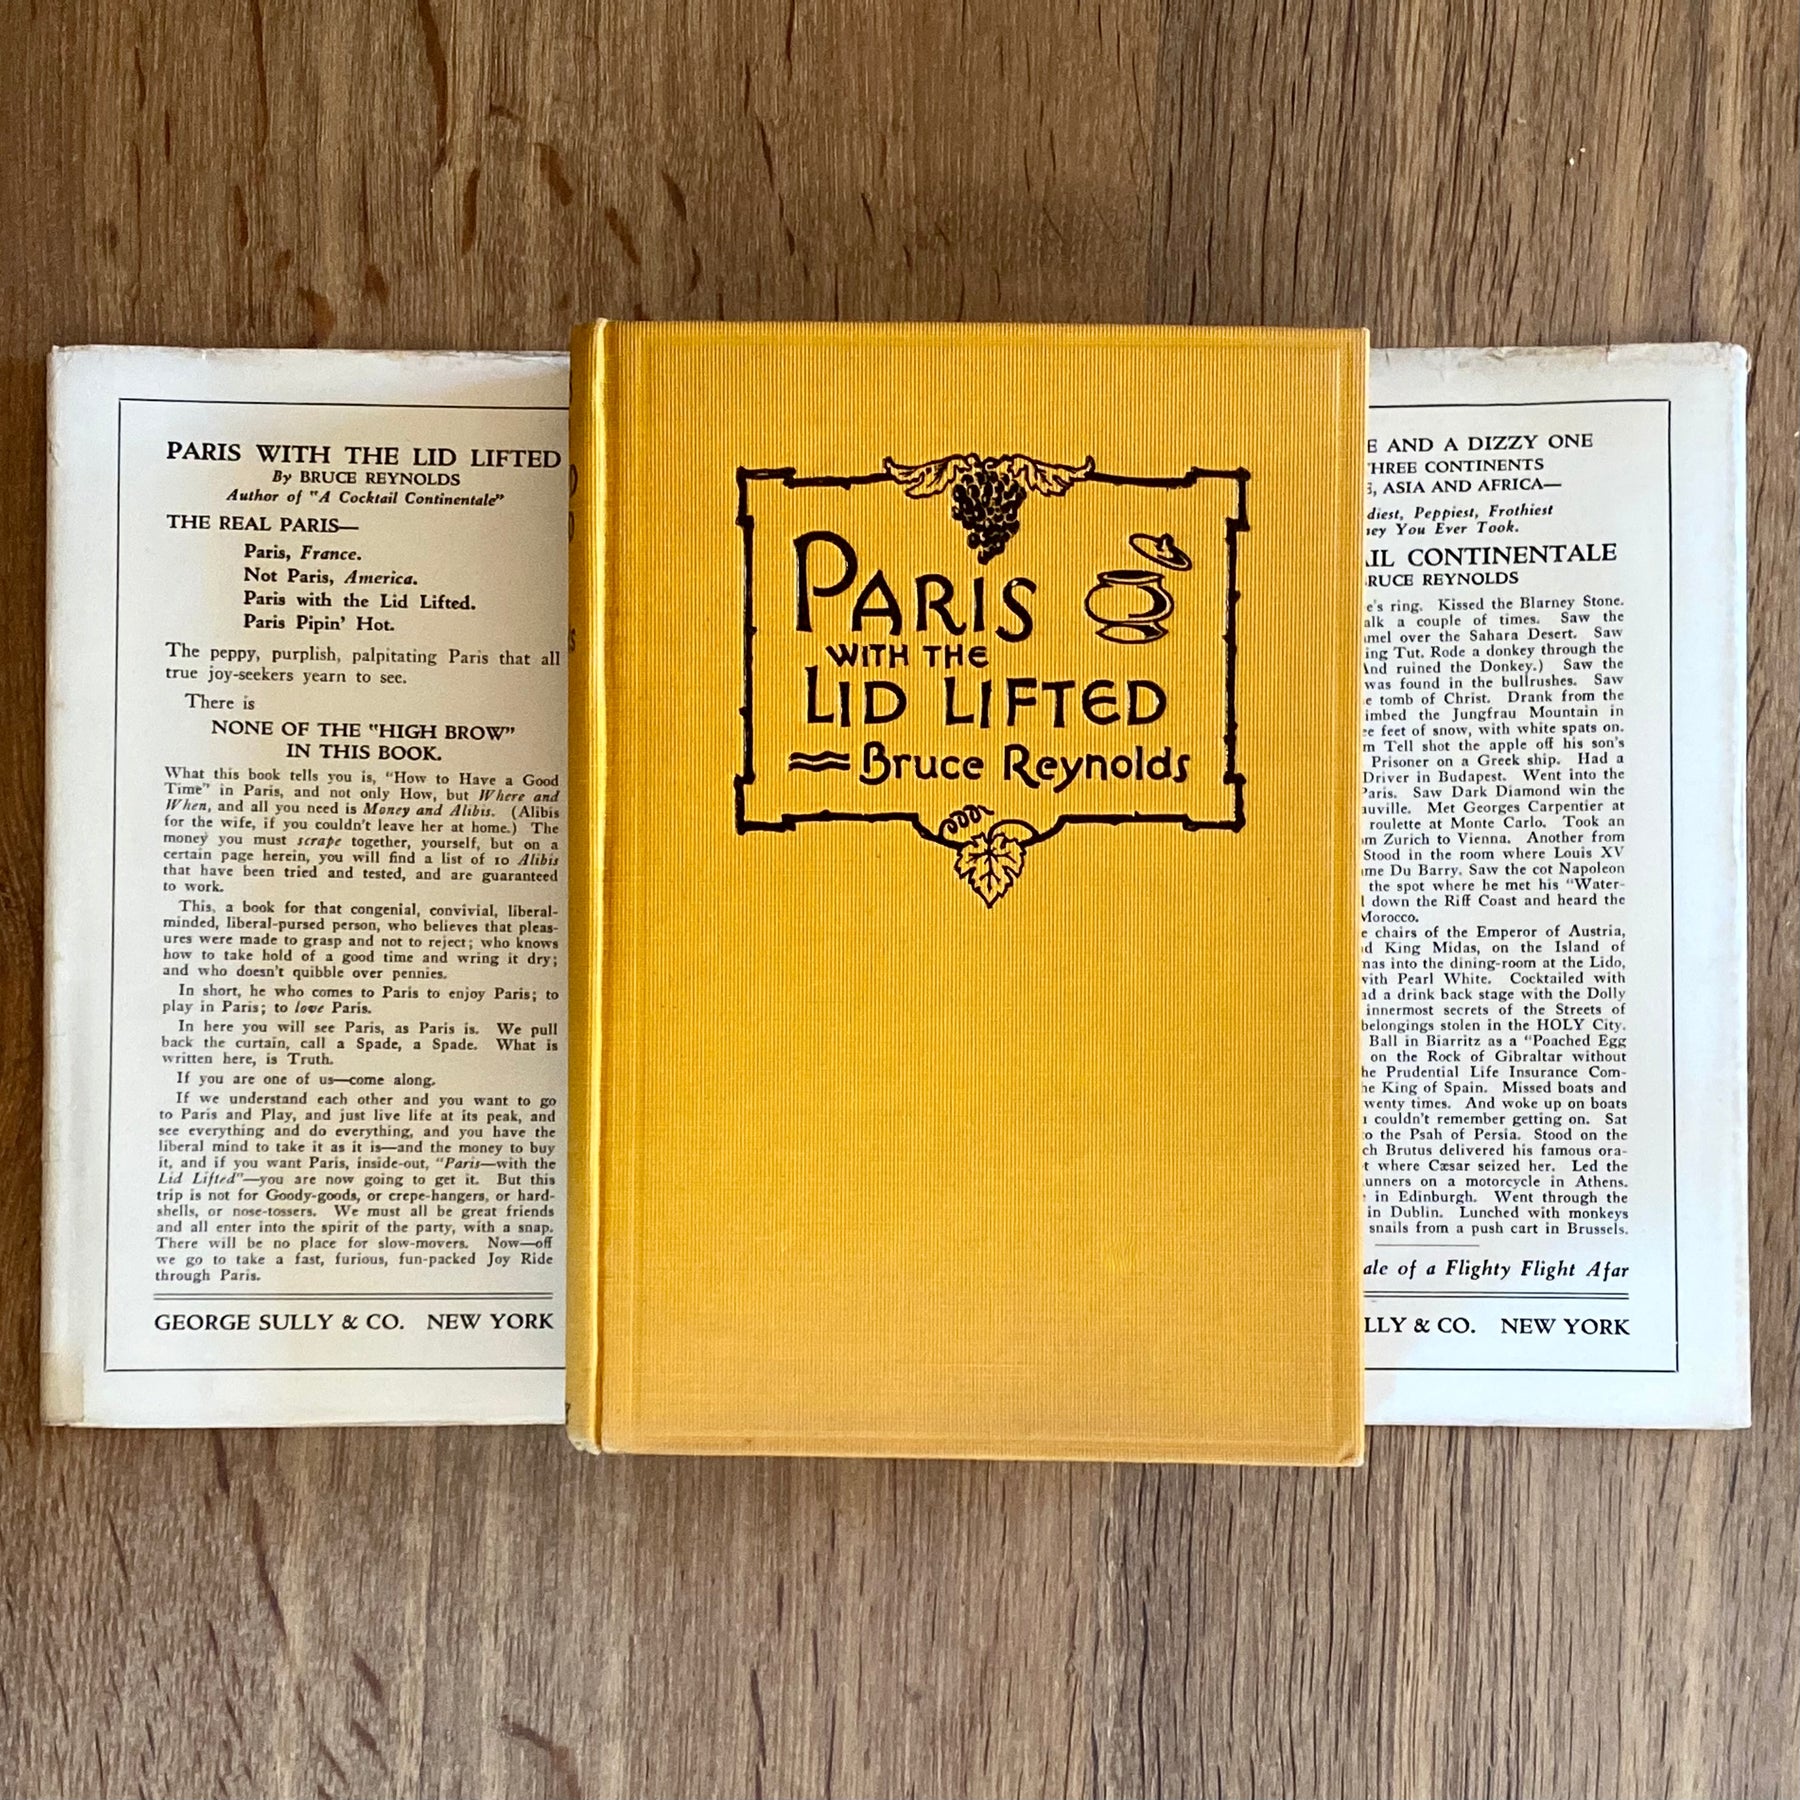 PARIS WITH THE LID LIFTED
By BRUCE REYNOLDS
Author of "A Cocktail Continentale"
THE REAL PARIS—
Paris, France.
Not Paris, America.
Paris with the Lid Lifted.
Paris Pipin' Hot.
The peppy, purplish, palpitating Paris that all
true joy-seekers yearn to see.
There is
NONE OF THE "HIGH BROW"
IN THIS BOOK.
What this book tells you is, "How to Have a Good
Time" in Paris, and not only How, but Where and
When, and all you need is Money and Alibis. (Alibis
for the wife, if you couldn't leave her at home.) The
money you must scrape together, yourself, but on a
certain page herein, you will find a list of 10 Alibis
that have been tried and tested, and are guaranteed
to work.
This, a book for that congenial, convivial, liberal-
minded, liberal-pursed person, who believes that pleas-
ures were made to grasp and not to reject; who knows
how to take hold of a good time and wring it dry;
and who doesn't quibble over pennies.
In short, he who comes to Paris to enjoy Paris; to
play in Paris; to love Paris.
In here you will see Paris, as Paris is. We pull
back the curtain, call a Spade, a Spade. What is
written here, is Truth.
If you are one of us—come along.
If we understand each other and you want to go
to Paris and Play, and just live life at its peak, and
see everything and do everything, and you have the
liberal mind to take it as it is—and the money to buy
it, and if you want Paris, inside-out, "Paris—with the
Lid Lifted"—you are now going to get it. But this
trip is not for Goody-goods, or crepe-hangers, or hard-
shells, or nose-tossers. We must all be great friends
and all enter into the spirit of the party, with a snap.
There will be no place for slow-movers. Now—off
we go to take a fast, furious, fun-packed Joy Ride
through Paris.
GEORGE SULLY & CO. NEW YORK
PARIS
WITH THE
LID LIFTED
Bruce Reynolds
AND A DIZZY ONE
CONTINENTS
ASIA AND AFRICA—
Peppiest, Frothiest
You Ever Took.
CONTINENTALE
REYNOLDS
ring. Kissed the Blarney Stone.
a couple of times. Saw the
over the Sahara Desert. Saw
Tut. Rode a donkey through the
ruined the Donkey.) Saw the
was found in the bullrushes. Saw
tomb of Christ. Drank from the
the Jungfrau Mountain in
feet of snow, with white spats on.
Tell shot the apple off his son's
Prisoner on a Greek ship. Had a
Driver in Budapest. Went into the
Saw Dark Diamond win the
Met Georges Carpentier at
roulette at Monte Carlo. Took an
Zurich to Vienna. Another from
Stood in the room where Louis XV
Du Barry. Saw the cot Napoleon
the spot where he met his "Water-
down the Riff Coast and heard the
Morocco.
chairs of the Emperor of Austria,
King Midas, on the Island of
into the dining-room at the Lido,
with Pearl White. Cocktailed with
a drink back stage with the Dolly
innermost secrets of the Streets of
belongings stolen in the HOLY City.
Ball in Biarritz as a "Poached Egg
on the Rock of Gibraltar without
Prudential Life Insurance Com-
King of Spain. Missed boats and
times. And woke up on boats
couldn't remember getting on. Sat
the Psah of Persia. Stood on the
Brutus delivered his famous ora-
where Cæsar seized her. Led the
on a motorcycle in Athens.
in Edinburgh. Went through the
in Dublin. Lunched with monkeys
snails from a push cart in Brussels.
of a Flighty Flight Afar
& CO. NEW YORK